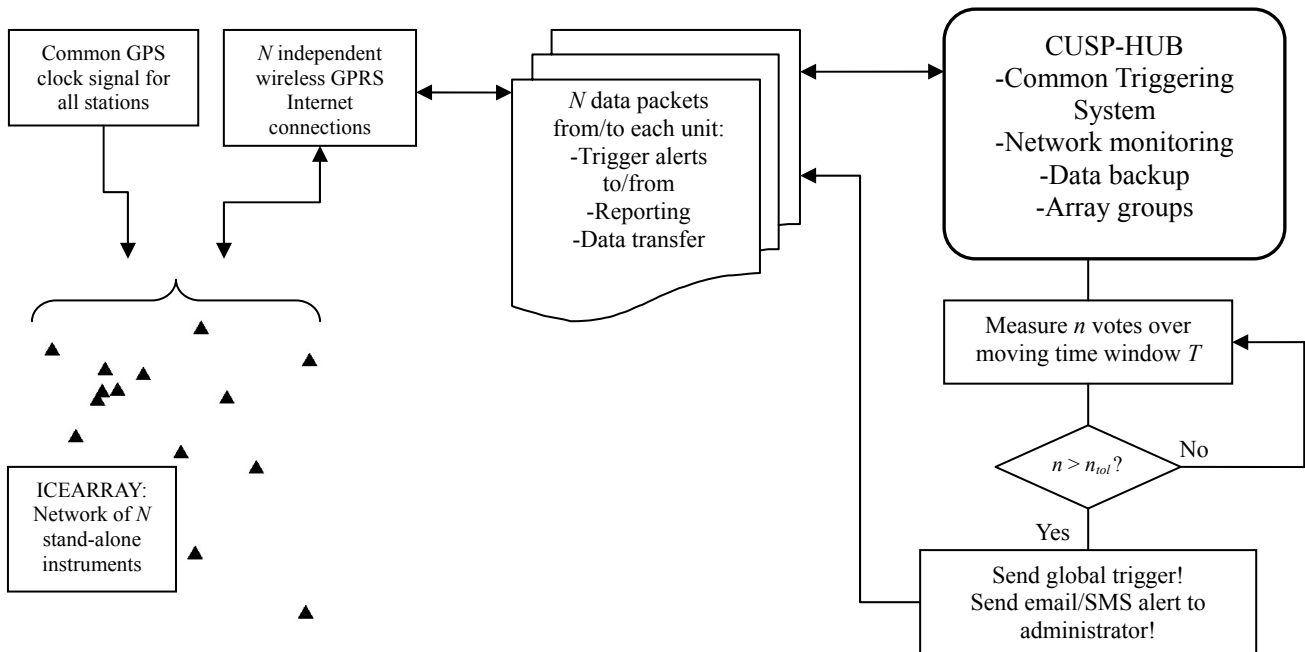 Common GPS
clock signal for
all stations
N independent
wireless GPRS
Internet
connections
N data packets
from/to each unit:
-Trigger alerts
to/from
-Reporting
-Data transfer
CUSP-HUB
-Common Triggering
System
-Network monitoring
-Data backup
-Array groups
Measure n votes over
moving time window T
n > ntol?
No
Yes
Send global trigger!
Send email/SMS alert to
administrator!
ICEARRAY:
Network of N
stand-alone
instruments